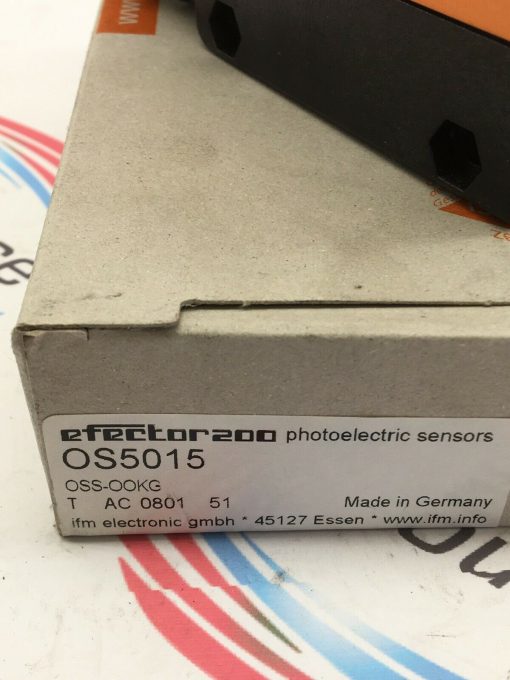 www
efector200 photoelectric sensors
OS5015
OSS-OOKG
T AC 0801 51 Made in Germany
ifm electronic gmbh * 45127 Essen * www.ifm.info